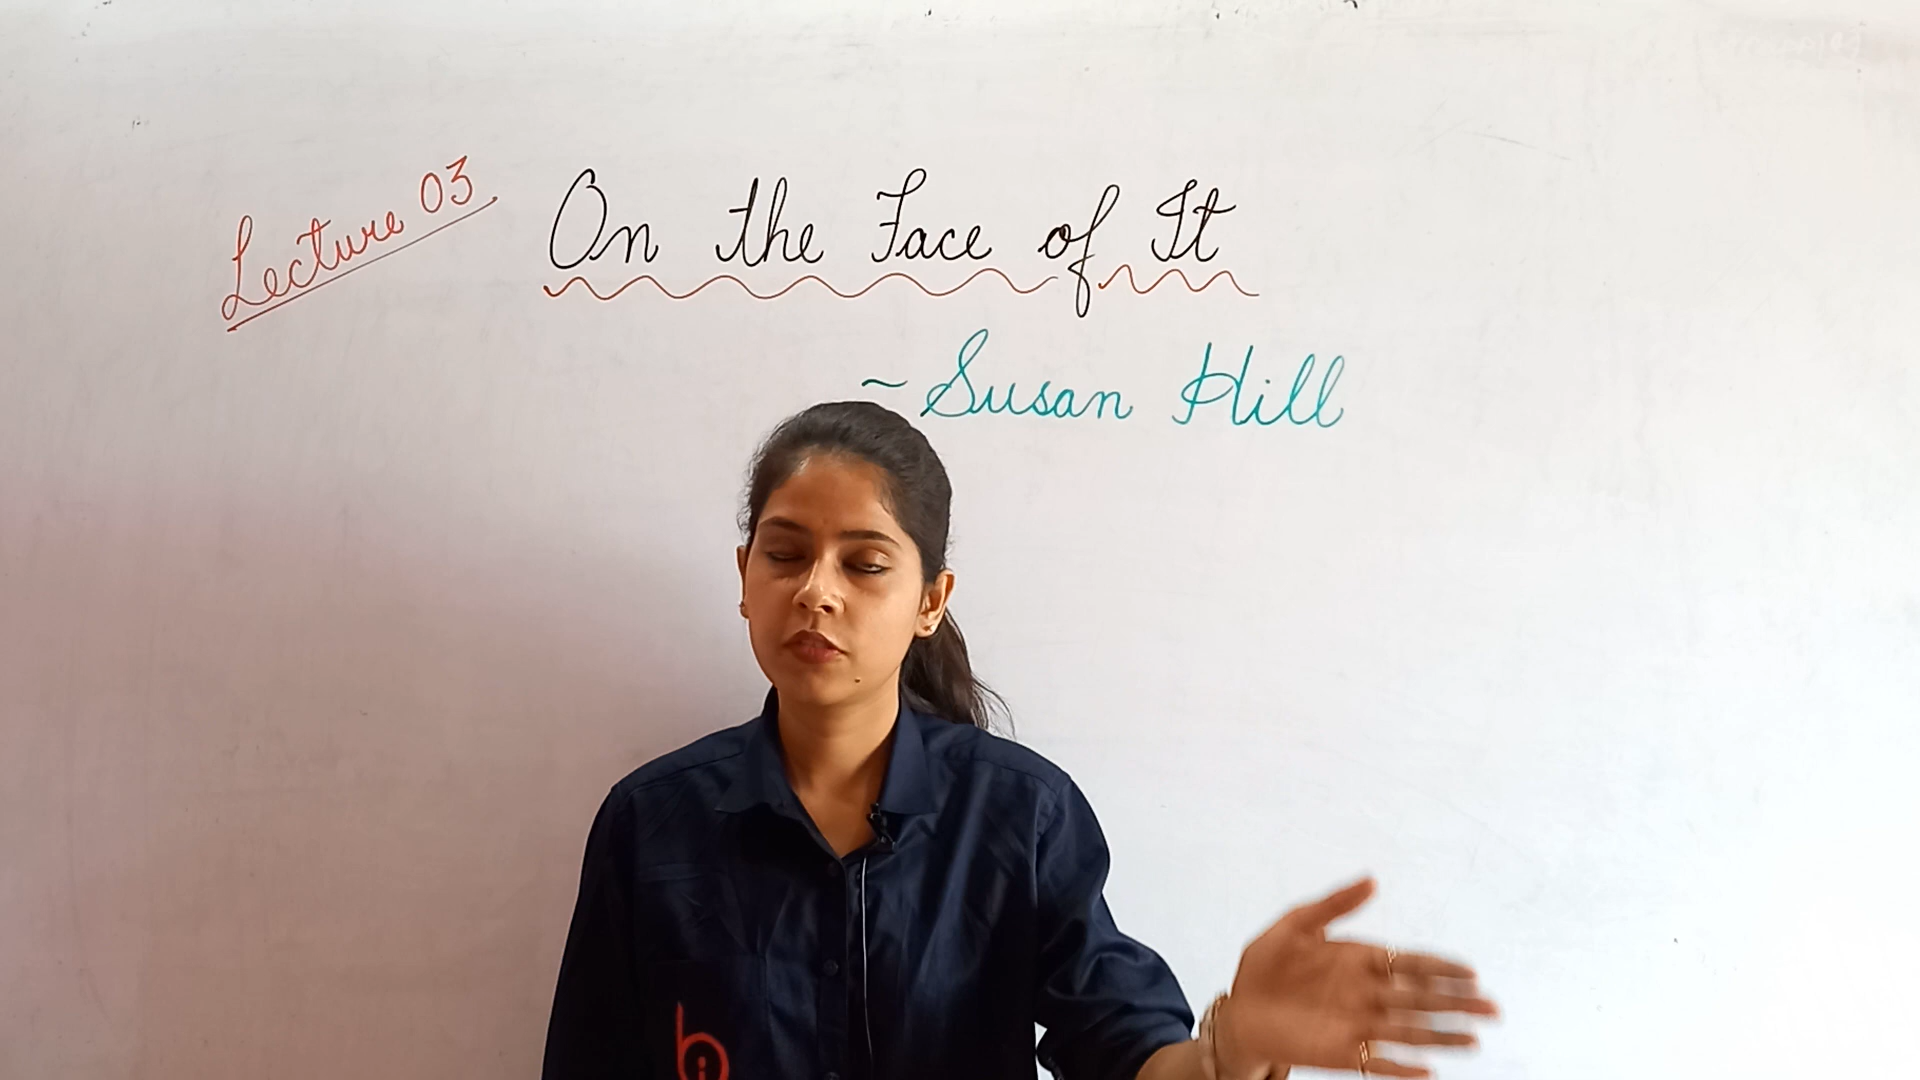 Lecture 03
On the Face of It
~ Susan Hill